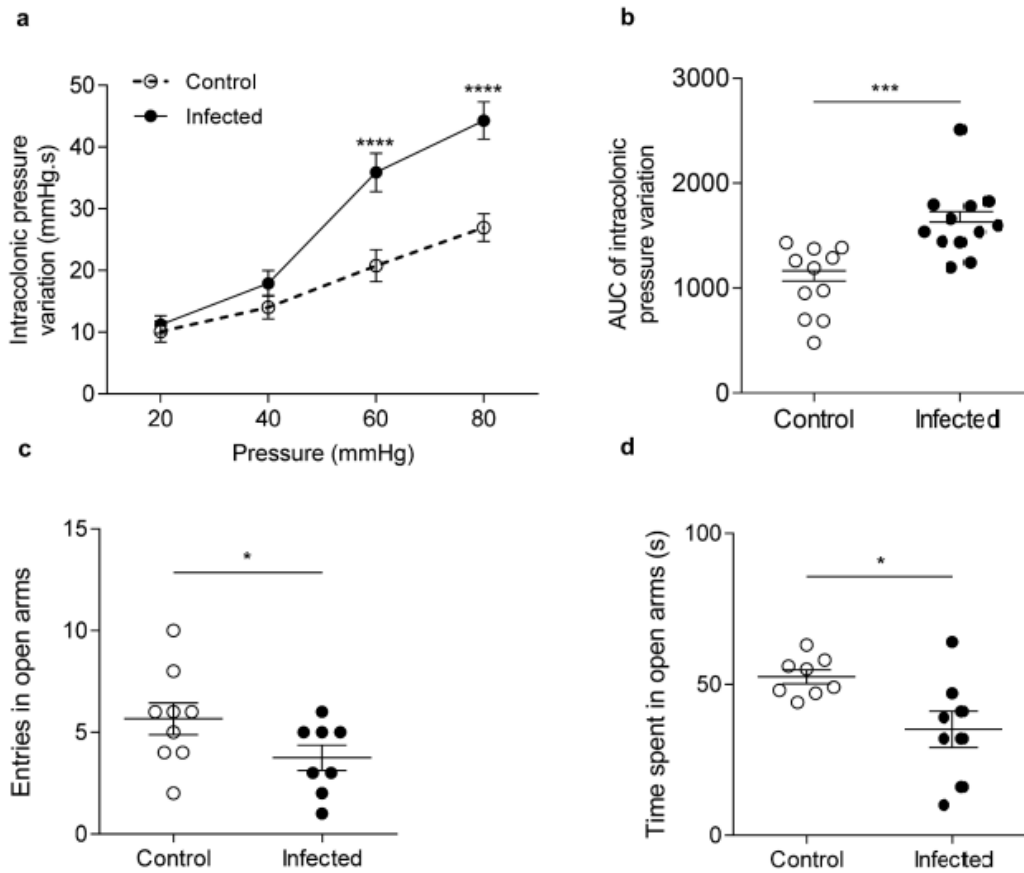 a
Control
Infected
Intracolonic pressure
variation (mmHg.s)
50
40
30
20
10
0
****
****
20 40 60 80
Pressure (mmHg)
b
AUC of intracolonic
pressure variation
3000
2000
1000
0
***
Control Infected
c
Entries in open arms
15
10
5
0
*
Control Infected
d
Time spent in open arms (s)
100
50
0
*
Control Infected